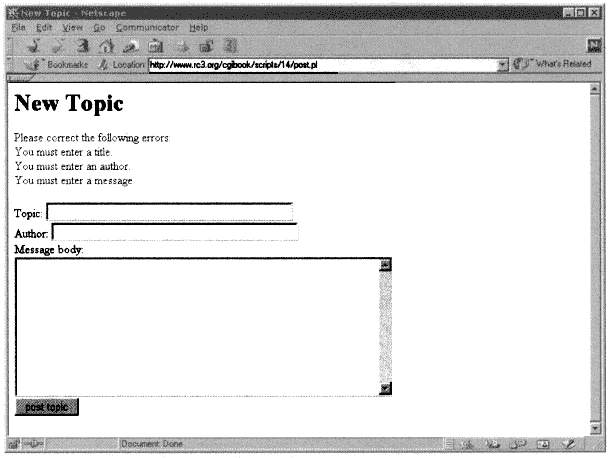 New Topic - Netscape
File Edit View Go Communicator Help
Bookmarks Location: http://www.rc3.org/cgibook/scripts/14/post.pl What's Related
New Topic
Please correct the following errors:
You must enter a title.
You must enter an author.
You must enter a message.
Topic:
Author:
Message body:
post topic
Document: Done